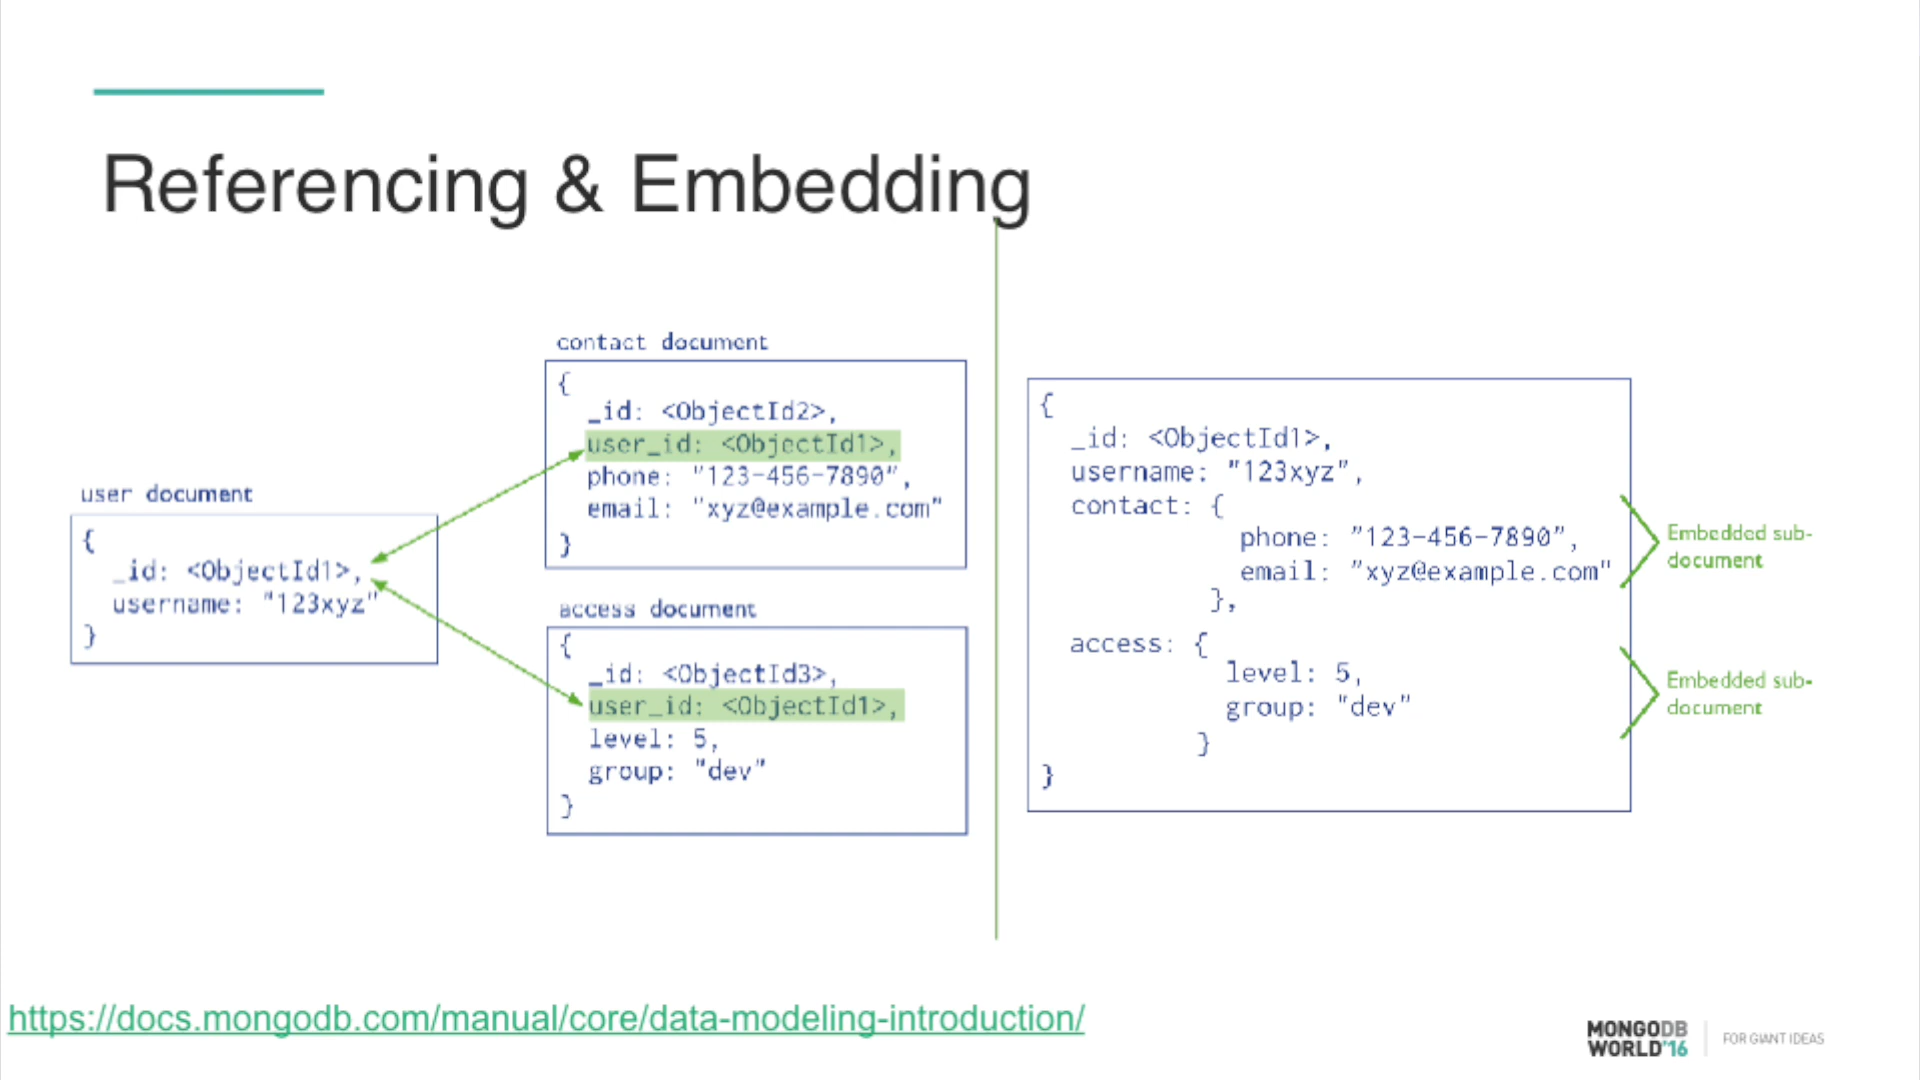 Referencing & Embedding
user document
{
_id: <ObjectId1>,
username: "123xyz"
}
contact document
{
_id: <ObjectId2>,
user_id: <ObjectId1>,
phone: "123-456-7890",
email: "xyz@example.com"
}
access document
{
_id: <ObjectId3>,
user_id: <ObjectId1>,
level: 5,
group: "dev"
}
{
_id: <ObjectId1>,
username: "123xyz",
contact: {
phone: "123-456-7890",
email: "xyz@example.com"
},
access: {
level: 5,
group: "dev"
}
}
Embedded sub-
document
Embedded sub-
document
https://docs.mongodb.com/manual/core/data-modeling-introduction/
MONGODB
WORLD'16
FOR GIANT IDEAS